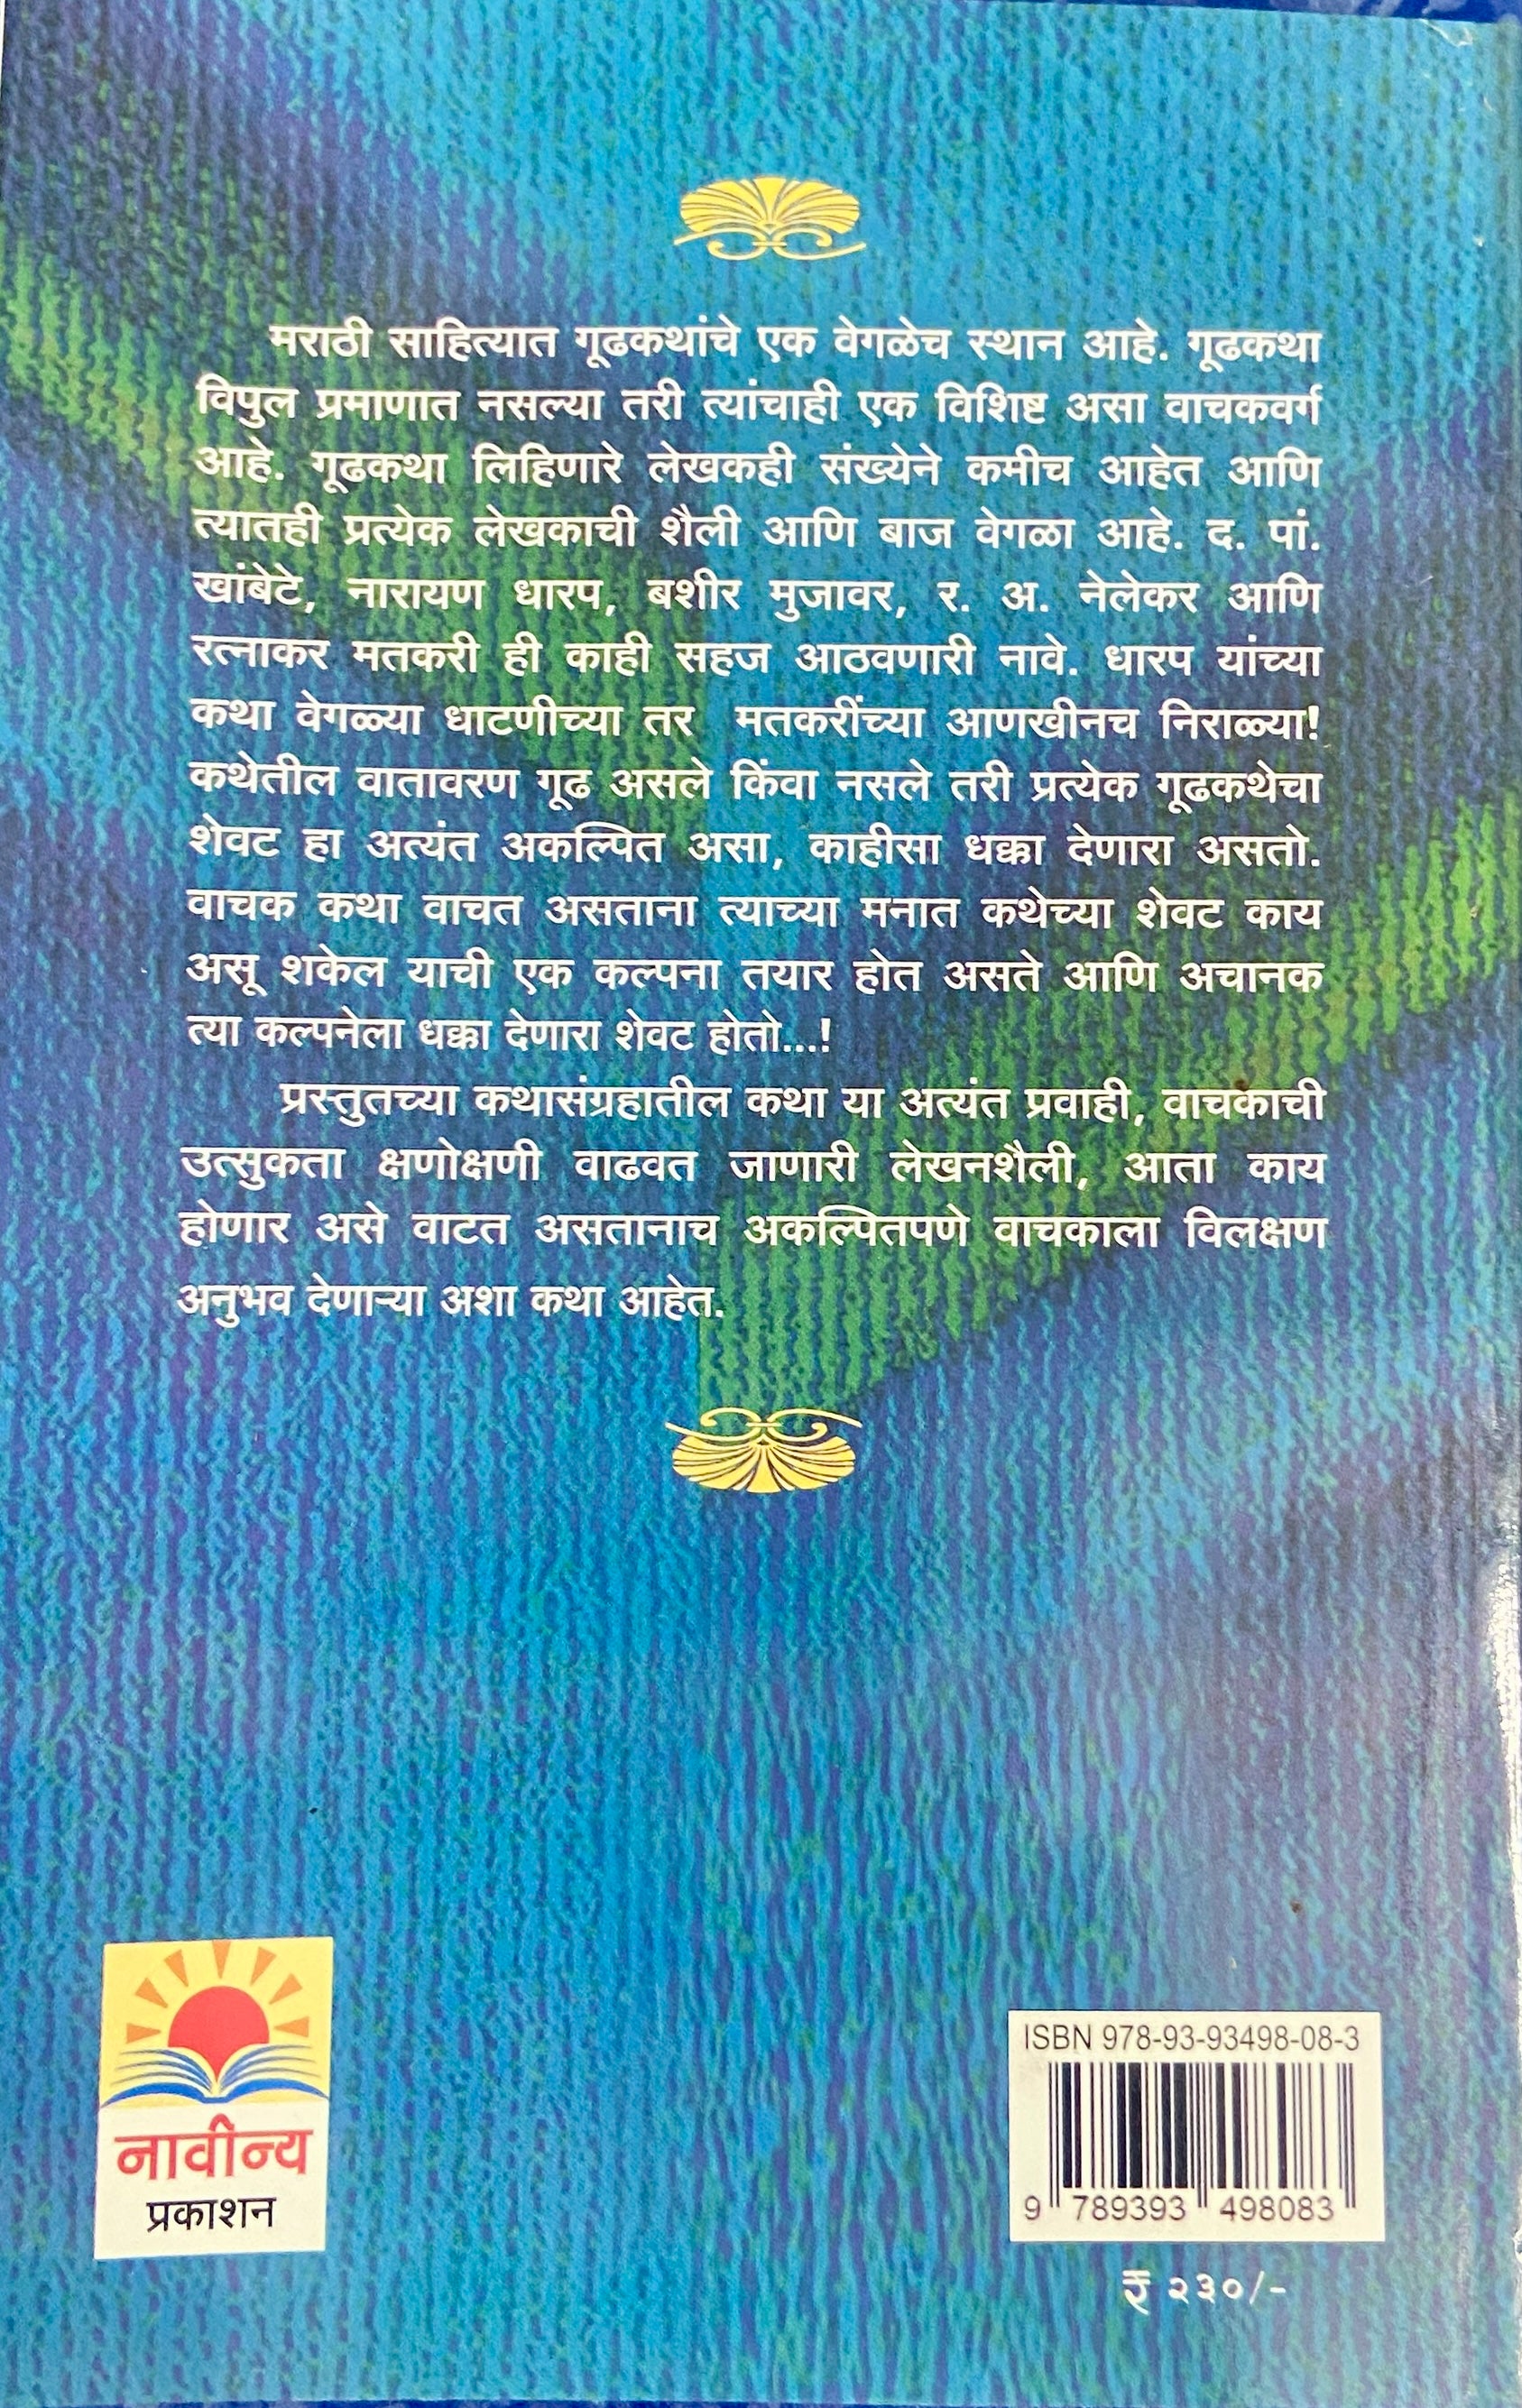 मराठी साहित्यात गूढकथांचे एक वेगळेच स्थान आहे. गूढकथा
विपुल प्रमाणात नसल्या तरी त्यांचाही एक विशिष्ट असा वाचकवर्ग
आहे. गूढकथा लिहिणारे लेखकही संख्येने कमीच आहेत आणि
त्यातही प्रत्येक लेखकाची शैली आणि बाज वेगळा आहे. द. पां.
खांबेटे, नारायण धारप, बशीर मुजावर, र. अ. नेलेकर आणि
रत्नाकर मतकरी ही काही सहज आठवणारी नावे. धारप यांच्या
कथा वेगळ्या धाटणीच्या तर मतकरींच्या आणखीनच निराळ्या!
कथेतील वातावरण गूढ असले किंवा नसले तरी प्रत्येक गूढकथेचा
शेवट हा अत्यंत अकल्पित असा, काहीसा धक्का देणारा असतो.
वाचक कथा वाचत असताना त्याच्या मनात कथेच्या शेवट काय
असू शकेल याची एक कल्पना तयार होत असते आणि अचानक
त्या कल्पनेला धक्का देणारा शेवट होतो...!
प्रस्तुतच्या कथासंग्रहातील कथा या अत्यंत प्रवाही, वाचकाची
उत्सुकता क्षणोक्षणी वाढवत जाणारी लेखनशैली, आता काय
होणार असे वाटत असतानाच अकल्पितपणे वाचकाला विलक्षण
अनुभव देणाऱ्या अशा कथा आहेत.
नावीन्य
प्रकाशन
ISBN 978-93-93498-08-3
9 789393 498083
₹ २३०/-